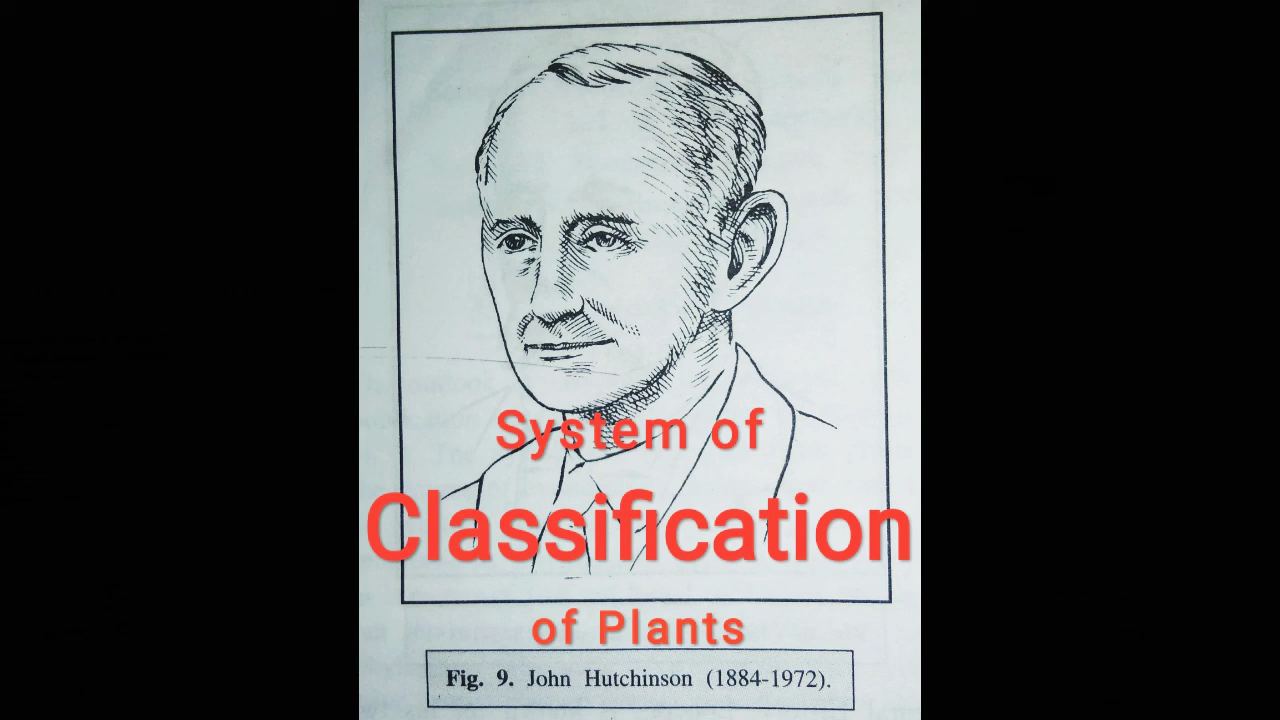 System of
Classification
of Plants
Fig. 9. John Hutchinson (1884-1972).